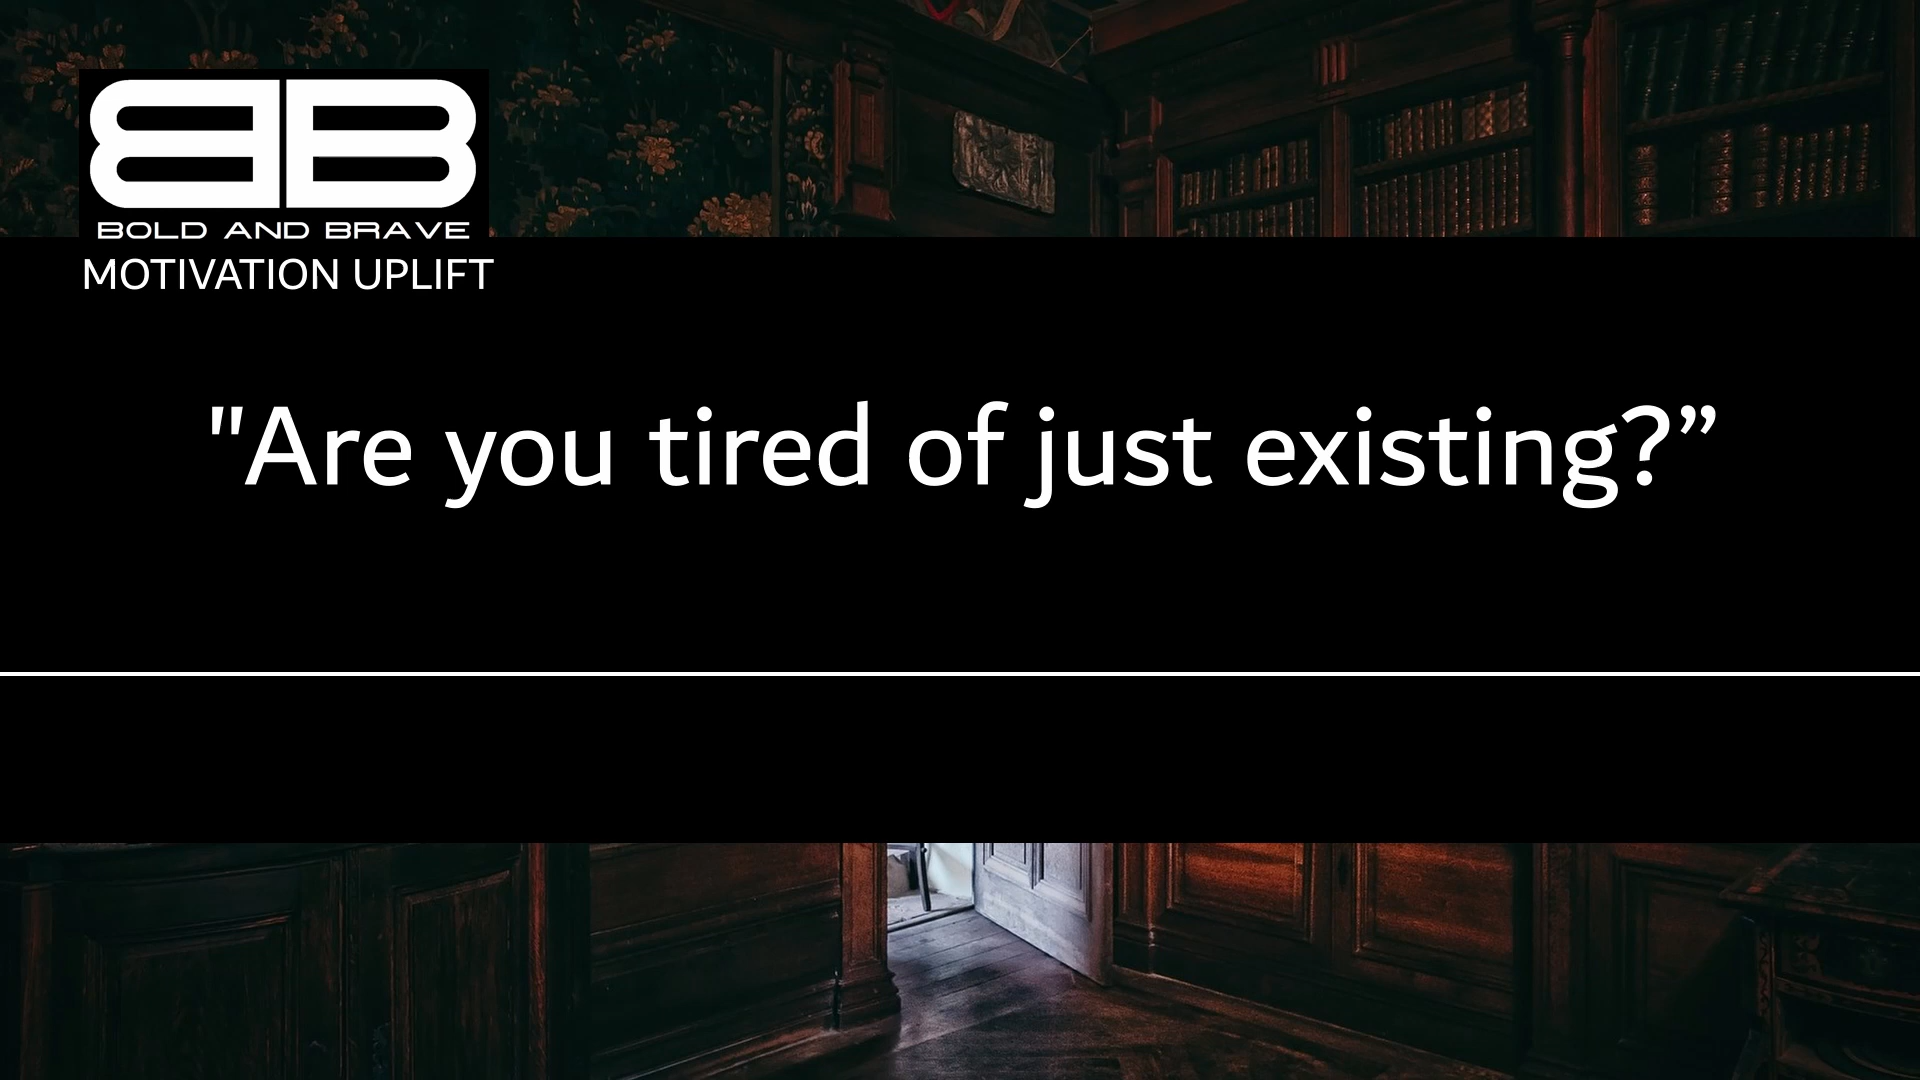 BB
BOLD AND BRAVE
MOTIVATION UPLIFT
"Are you tired of just existing?”